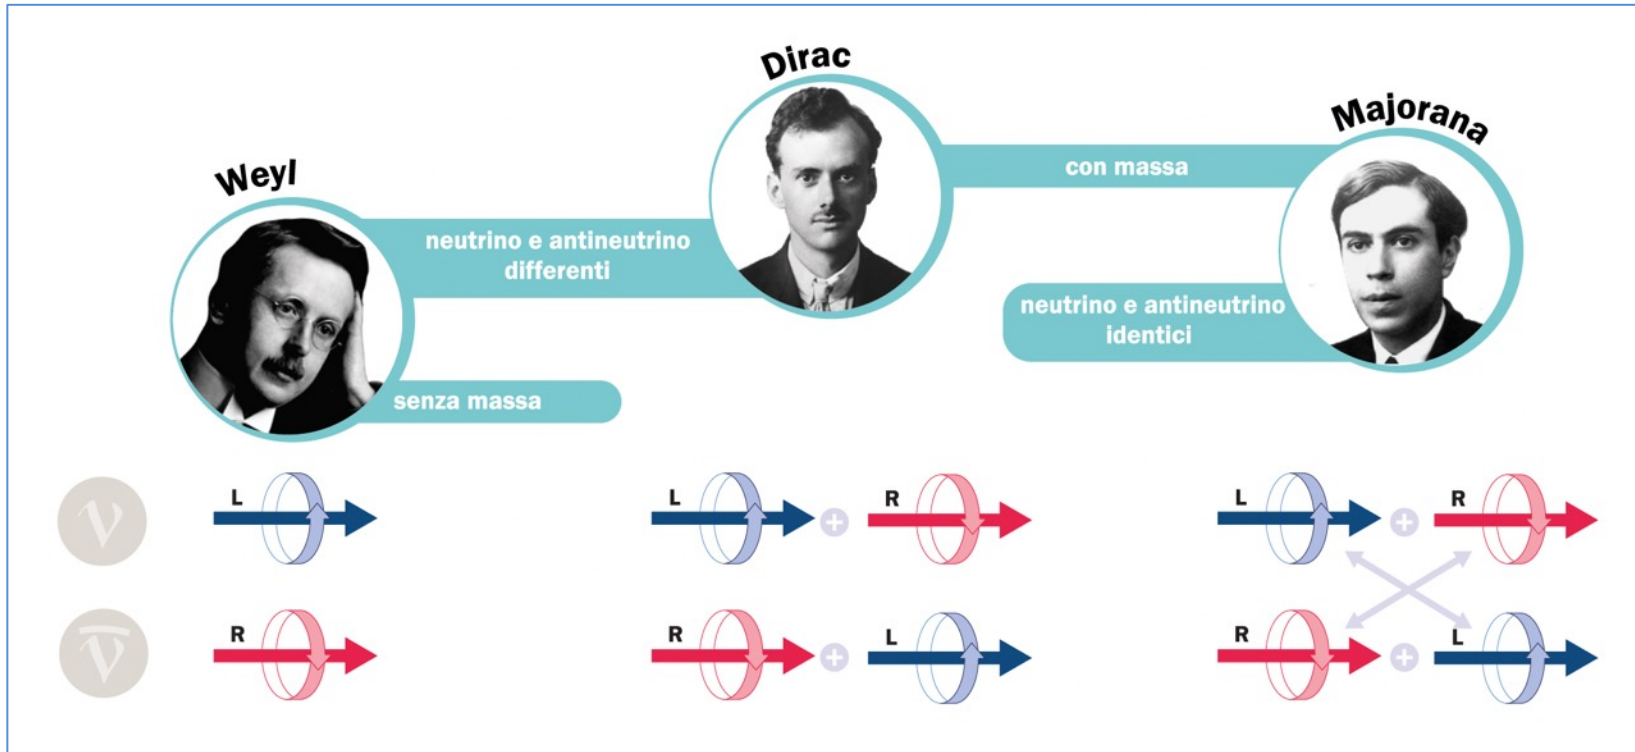 Dirac
Majorana
Weyl
con massa
neutrino e antineutrino
differenti
neutrino e antineutrino
identici
senza massa
ν L L + R L + R
ν̅ R R + L R + L